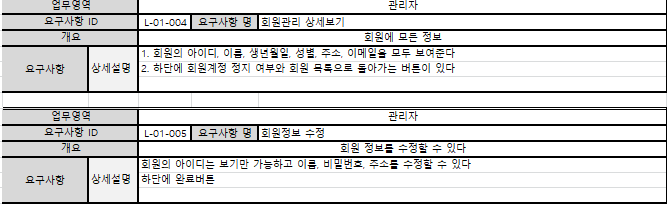 업무영역 관리자
요구사항 ID L-01-004 요구사항 명 회원관리 상세보기
개요 회원에 모든 정보
요구사항 상세설명 1. 회원의 아이디, 이름, 생년월일, 성별, 주소, 이메일을 모두 보여준다
2. 하단에 회원계정 정지 여부와 회원 목록으로 돌아가는 버튼이 있다
업무영역 관리자
요구사항 ID L-01-005 요구사항 명 회원정보 수정
개요 회원 정보를 수정할 수 있다
요구사항 상세설명 회원의 아이디는 보기만 가능하고 이름, 비밀번호, 주소를 수정할 수 있다
하단에 완료버튼